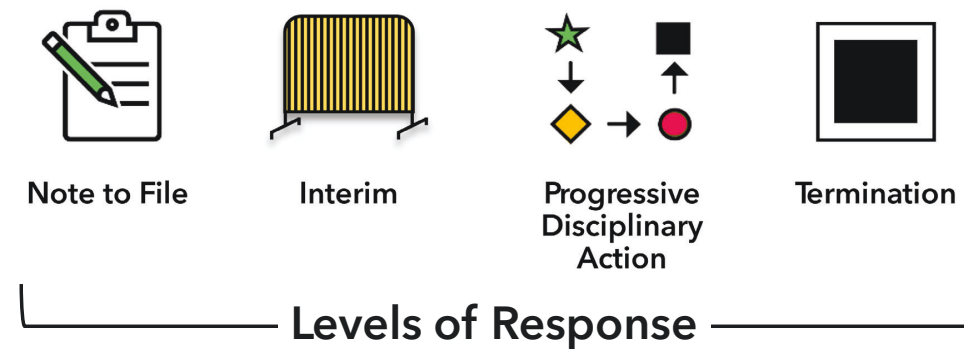 Note to File
Interim
Progressive
Disciplinary
Action
Termination
Levels of Response